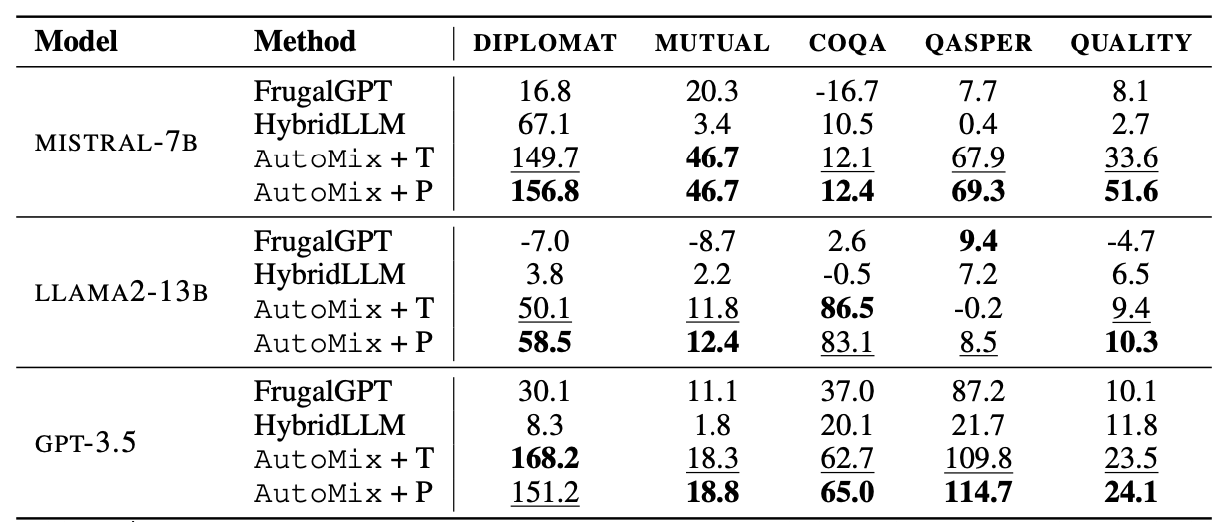 Model Method DIPLOMAT MUTUAL COQA QASPER QUALITY
FrugalGPT 16.8 20.3 -16.7 7.7 8.1
MISTRAL-7B HybridLLM 67.1 3.4 10.5 0.4 2.7
AutoMix + T 149.7 46.7 12.1 67.9 33.6
AutoMix + P 156.8 46.7 12.4 69.3 51.6
FrugalGPT -7.0 -8.7 2.6 9.4 -4.7
LLAMA2-13B HybridLLM 3.8 2.2 -0.5 7.2 6.5
AutoMix + T 50.1 11.8 86.5 -0.2 9.4
AutoMix + P 58.5 12.4 83.1 8.5 10.3
FrugalGPT 30.1 11.1 37.0 87.2 10.1
GPT-3.5 HybridLLM 8.3 1.8 20.1 21.7 11.8
AutoMix + T 168.2 18.3 62.7 109.8 23.5
AutoMix + P 151.2 18.8 65.0 114.7 24.1